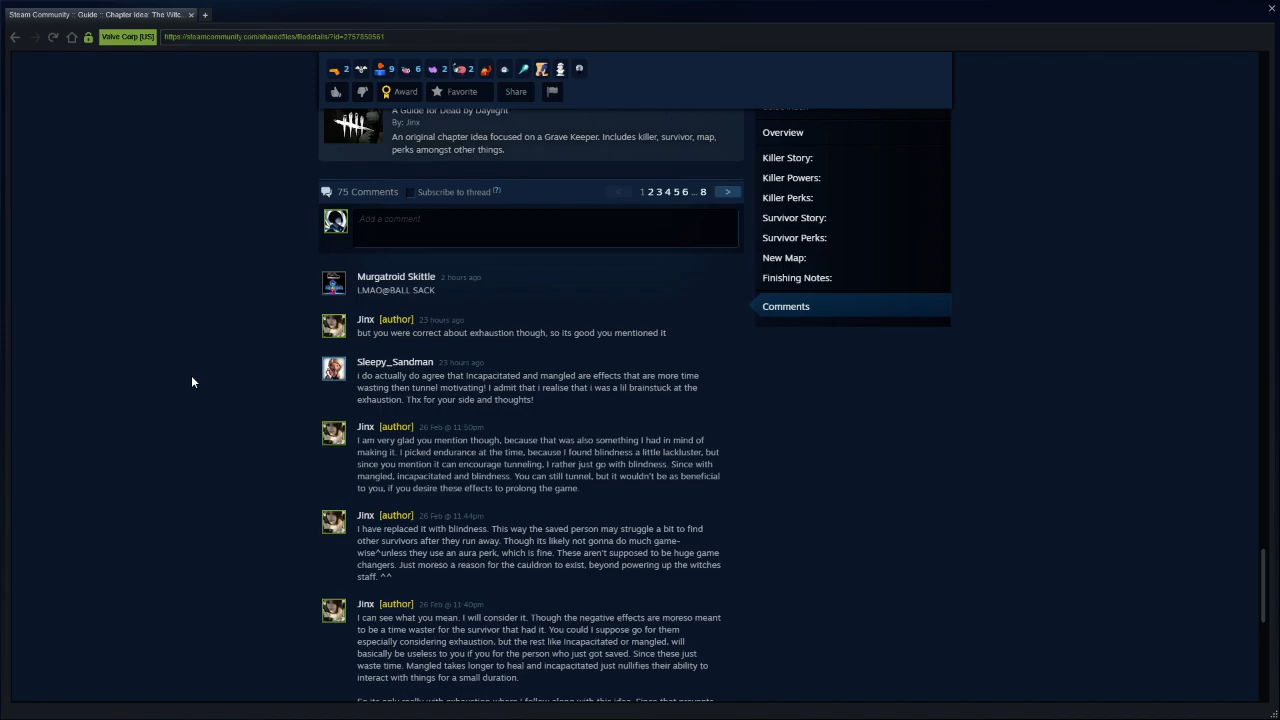 Steam Community :: Guide :: Chapter Idea: The Witc...
Valve Corp [US] https://steamcommunity.com/sharedfiles/filedetails/?id=2757859561
2 9 6 2 2
Award Favorite Share
A Guide for Dead by Daylight
By: Jinx
An original chapter idea focused on a Grave Keeper. Includes killer, survivor, map,
perks amongst other things.
75 Comments Subscribe to thread (?) < 1 2 3 4 5 6 ... 8 >
Add a comment
Murgatroid Skittle 2 hours ago
LMAO@BALL SACK
Jinx [author] 23 hours ago
but you were correct about exhaustion though, so its good you mentioned it
Sleepy_Sandman 23 hours ago
i do actually do agree that Incapacitated and mangled are effects that are more time
wasting then tunnel motivating! I admit that i realise that i was a lil brainstuck at the
exhaustion. Thx for your side and thoughts!
Jinx [author] 26 Feb @ 11:50pm
I am very glad you mention though, because that was also something I had in mind of
making it. I picked endurance at the time, because I found blindness a little lackluster, but
since you mention it can encourage tunneling, I rather just go with blindness. Since with
mangled, incapacitated and blindness. You can still tunnel, but it wouldn't be as beneficial
to you, if you desire these effects to prolong the game.
Jinx [author] 26 Feb @ 11:44pm
I have replaced it with blindness. This way the saved person may struggle a bit to find
other survivors after they run away. Though its likely not gonna do much game-
wise^unless they use an aura perk, which is fine. These aren't supposed to be huge game
changers. Just moreso a reason for the cauldron to exist, beyond powering up the witches
staff. ^^
Jinx [author] 26 Feb @ 11:40pm
I can see what you mean. I will consider it. Though the negative effects are moreso meant
to be a time waster for the survivor that had it. You could I suppose go for them
especially considering exhaustion, but the rest like Incapacitated or mangled, will
basically be useless to you if you for the person who just got saved. Since these just
waste time. Mangled takes longer to heal and incapacitated just nullifies their ability to
interact with things for a small duration.
So its only really with exhaustion where I follow along with this idea. Since that prevents
Overview
Killer Story:
Killer Powers:
Killer Perks:
Survivor Story:
Survivor Perks:
New Map:
Finishing Notes:
Comments